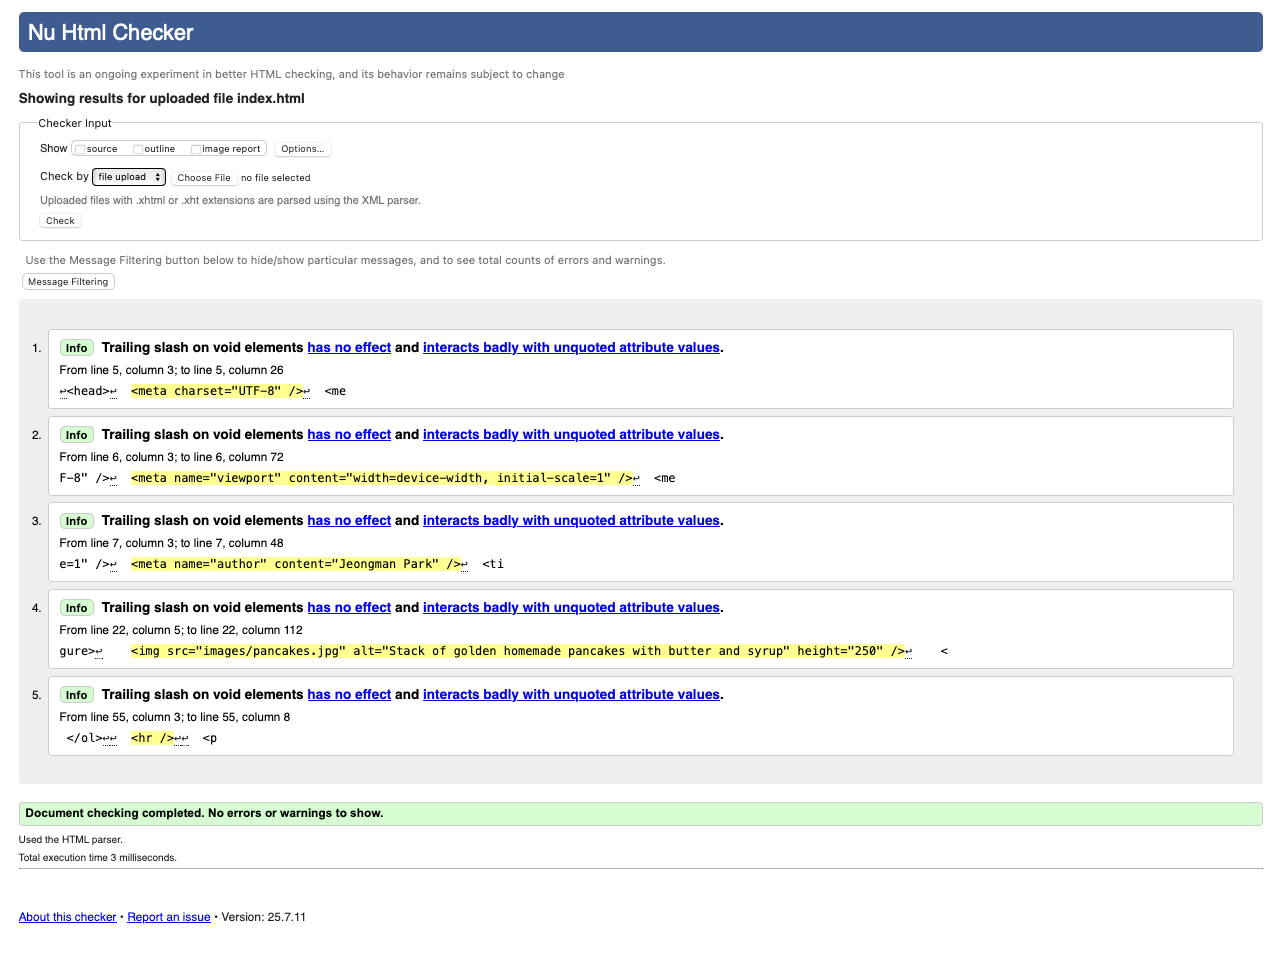 Nu Html Checker
This tool is an ongoing experiment in better HTML checking, and its behavior remains subject to change
Showing results for uploaded file index.html
Checker Input
Show source outline image report Options...
Check by file upload Choose File no file selected
Uploaded files with .xhtml or .xht extensions are parsed using the XML parser.
Check
Use the Message Filtering button below to hide/show particular messages, and to see total counts of errors and warnings.
Message Filtering
1. Info Trailing slash on void elements has no effect and interacts badly with unquoted attribute values.
From line 5, column 3; to line 5, column 26
↩<head>↩  <meta charset="UTF-8" />↩  <me
2. Info Trailing slash on void elements has no effect and interacts badly with unquoted attribute values.
From line 6, column 3; to line 6, column 72
F-8" />↩  <meta name="viewport" content="width=device-width, initial-scale=1" />↩  <me
3. Info Trailing slash on void elements has no effect and interacts badly with unquoted attribute values.
From line 7, column 3; to line 7, column 48
e=1" />↩  <meta name="author" content="Jeongman Park" />↩  <ti
4. Info Trailing slash on void elements has no effect and interacts badly with unquoted attribute values.
From line 22, column 5; to line 22, column 112
gure>↩    <img src="images/pancakes.jpg" alt="Stack of golden homemade pancakes with butter and syrup" height="250" />↩    <
5. Info Trailing slash on void elements has no effect and interacts badly with unquoted attribute values.
From line 55, column 3; to line 55, column 8
</ol>↩↩  <hr />↩↩  <p
Document checking completed. No errors or warnings to show.
Used the HTML parser.
Total execution time 3 milliseconds.
About this checker • Report an issue • Version: 25.7.11